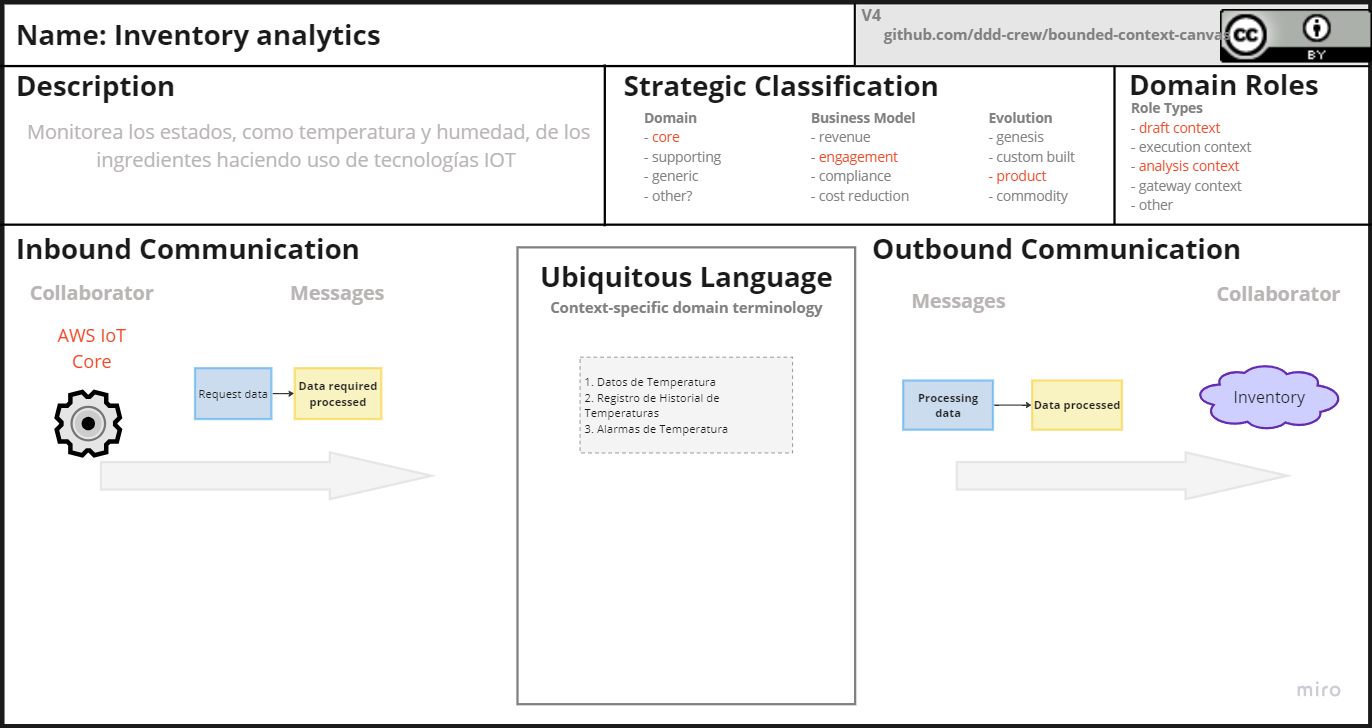 Name: Inventory analytics
V4
github.com/ddd-crew/bounded-context-canvas
CC
BY
Description
Monitorea los estados, como temperatura y humedad, de los
ingredientes haciendo uso de tecnologías IOT
Strategic Classification
Domain
- core
- supporting
- generic
- other?
Business Model
- revenue
- engagement
- compliance
- cost reduction
Evolution
- genesis
- custom built
- product
- commodity
Domain Roles
Role Types
- draft context
- execution context
- analysis context
- gateway context
- other
Inbound Communication
Collaborator
Messages
AWS IoT
Core
Request data
Data required
processed
Ubiquitous Language
Context-specific domain terminology
1. Datos de Temperatura
2. Registro de Historial de
Temperaturas
3. Alarmas de Temperatura
Outbound Communication
Messages
Collaborator
Processing
data
Data processed
Inventory
miro